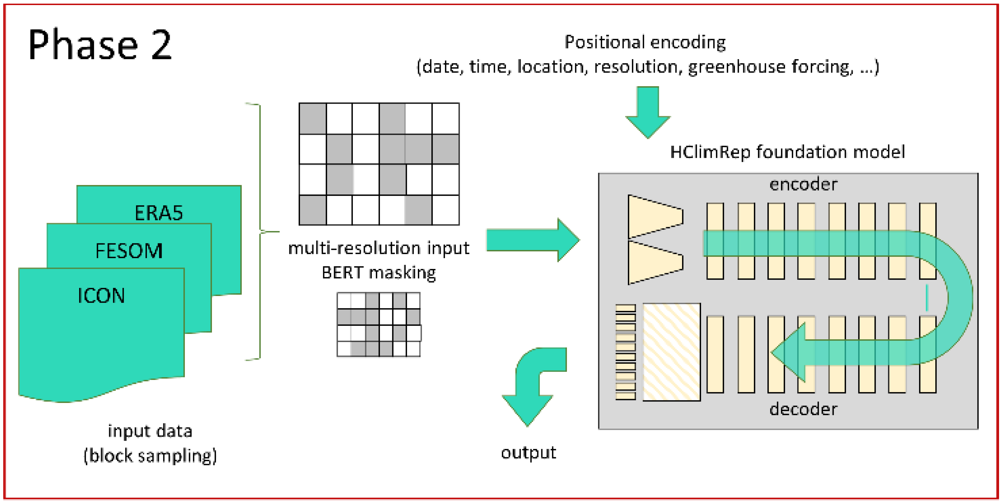 Phase 2
Positional encoding
(date, time, location, resolution, greenhouse forcing, ...)
HClimRep foundation model
encoder
ERA5
FESOM
ICON
multi-resolution input
BERT masking
decoder
input data
(block sampling)
output